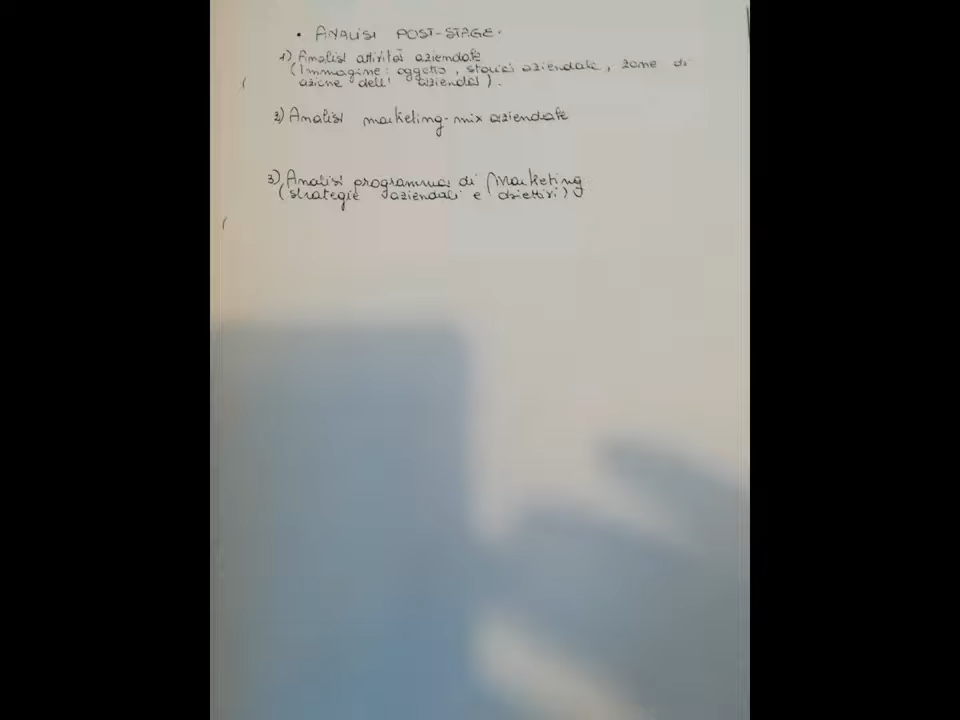 • ANALISI POST-STAGE.
1) Analisi attività aziendale
(Immagine: oggetto, storia aziendale, zone di
azione dell' azienda).
2) Analisi marketing-mix aziendale
3) Analisi programma di Marketing
(strategie aziendali e obiettivi)